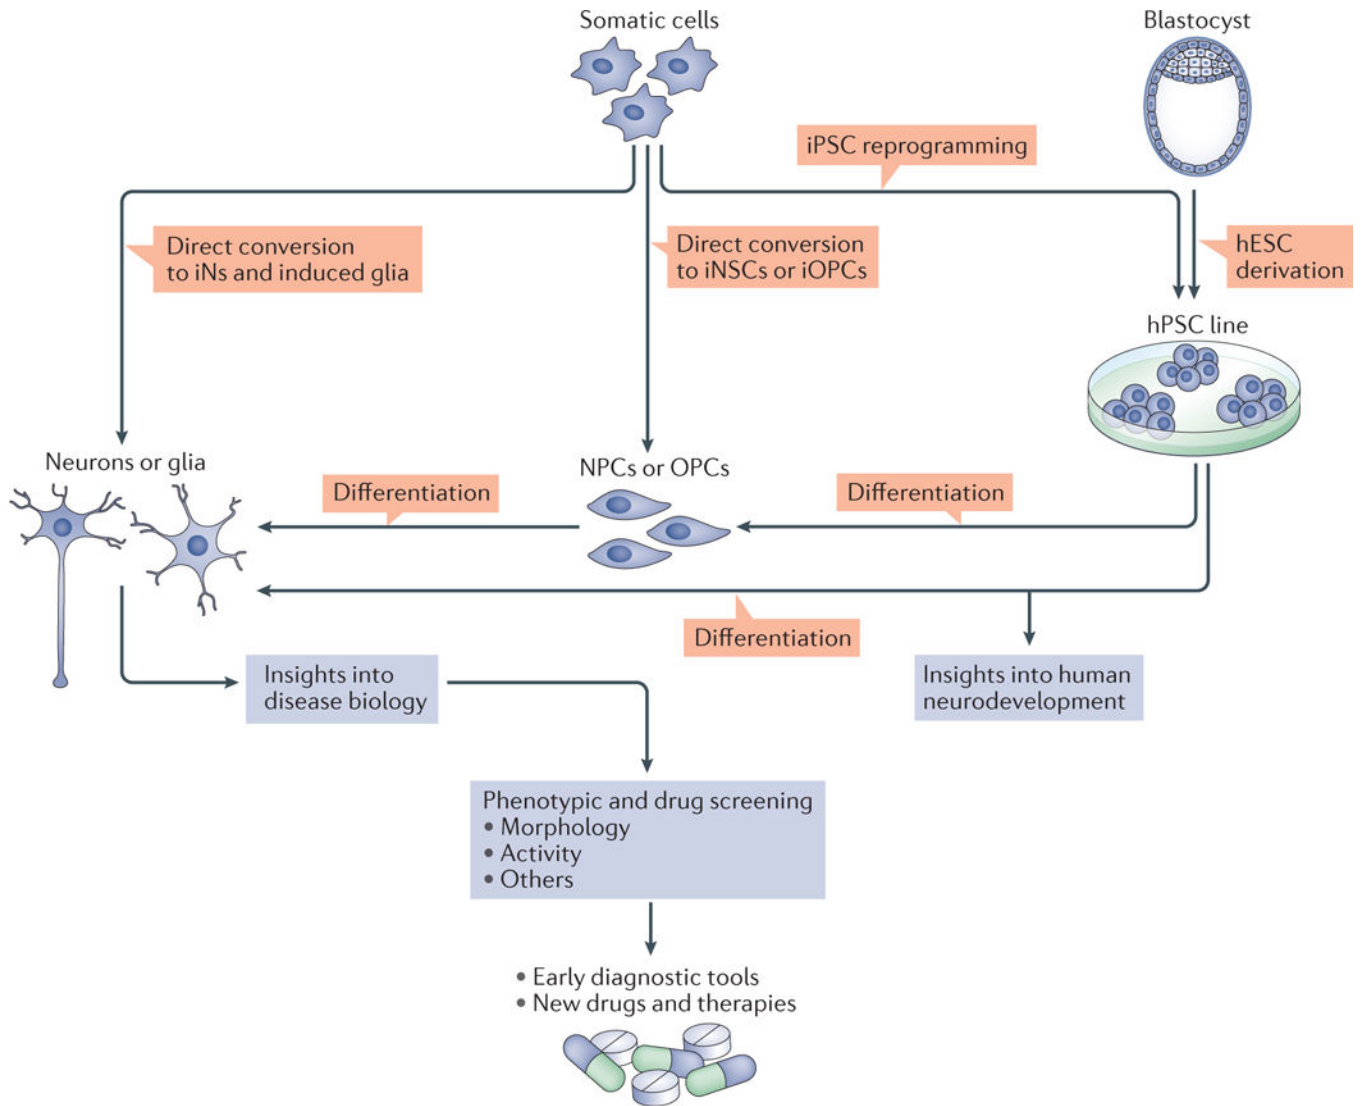 Somatic cells
Blastocyst
iPSC reprogramming
Direct conversion
to iNs and induced glia
Direct conversion
to iNSCs or iOPCs
hESC
derivation
hPSC line
Neurons or glia
Differentiation
NPCs or OPCs
Differentiation
Differentiation
Insights into
disease biology
Insights into human
neurodevelopment
Phenotypic and drug screening
• Morphology
• Activity
• Others
• Early diagnostic tools
• New drugs and therapies